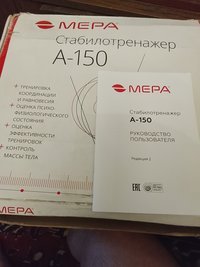 МЕРА
Стабилотренажер
А-150
+ ТРЕНИРОВКА
КООРДИНАЦИИ
И РАВНОВЕСИЯ
+ ОЦЕНКА ПСИХО-
ФИЗИОЛОГИЧЕСКОГО
СОСТОЯНИЯ
+ ОЦЕНКА
ЭФФЕКТИВНОСТИ
ТРЕНИРОВОК
+ КОНТРОЛЬ
МАССЫ ТЕЛА
МЕРА
МЕРА
Стабилотренажер
А-150
РУКОВОДСТВО
ПОЛЬЗОВАТЕЛЯ
Редакция 2
EAC